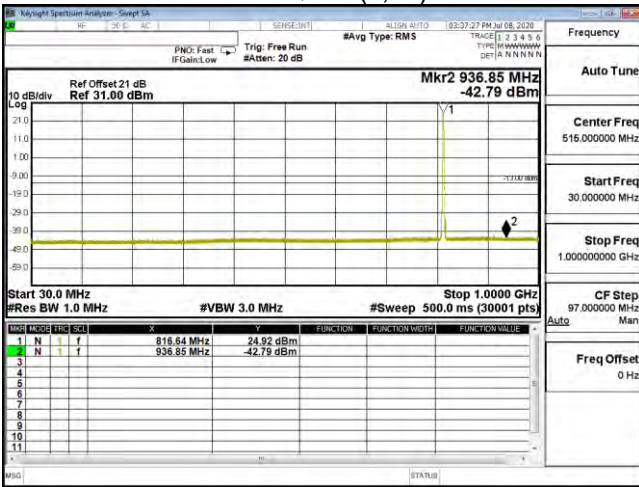 Keysight Spectrum Analyzer - Swept SA
RF 50 Ω AC SENSE:INT ALIGN AUTO 03:37:27 PM Jul 08, 2020
#Avg Type: RMS
TRACE 1 2 3 4 5 6
PNO: Fast Trig: Free Run
TYPE M WWWWW
IFGain:Low #Atten: 20 dB
DET A N N N N N
Frequency
Auto Tune
Ref Offset 21 dB
Mkr2 936.85 MHz
10 dB/div Ref 31.00 dBm
-42.79 dBm
Log
1
21.0
11.0
1.00
-9.00
-13.00 dBm
-19.0
-29.0
2
-39.0
-49.0
-59.0
Center Freq
515.000000 MHz
Start Freq
30.000000 MHz
Stop Freq
1.000000000 GHz
Start 30.0 MHz Stop 1.0000 GHz
#Res BW 1.0 MHz #VBW 3.0 MHz #Sweep 500.0 ms (30001 pts)
CF Step
97.000000 MHz
Auto Man
MKR MODE TRC SCL X Y FUNCTION FUNCTION WIDTH FUNCTION VALUE
1 N 1 f 816.64 MHz 24.92 dBm
2 N 1 f 936.85 MHz -42.79 dBm
3
4
5
6
7
8
9
10
11
Freq Offset
0 Hz
MSG STATUS